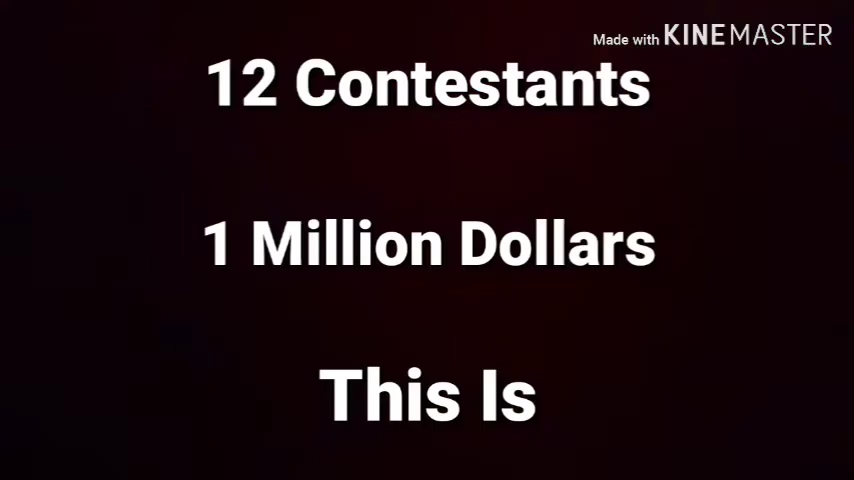 Made with KINEMASTER
12 Contestants
1 Million Dollars
This Is